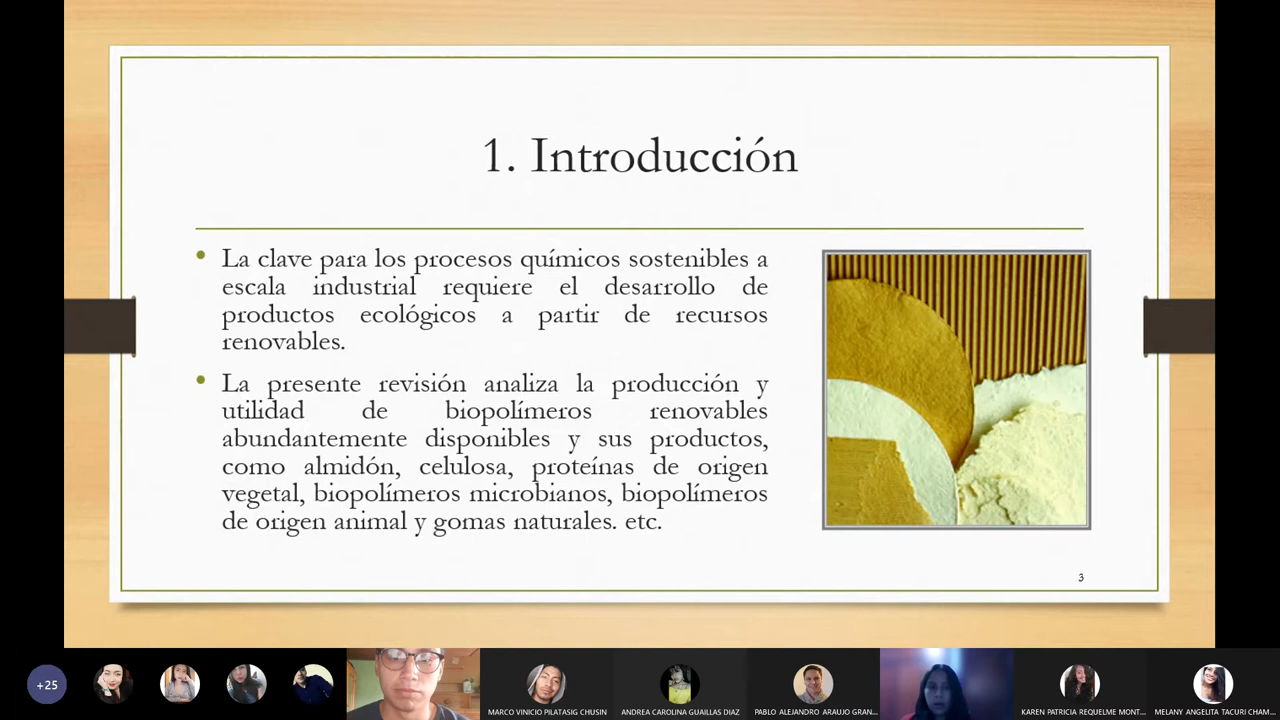 1. Introducción
• La clave para los procesos químicos sostenibles a
escala industrial requiere el desarrollo de
productos ecológicos a partir de recursos
renovables.
• La presente revisión analiza la producción y
utilidad de biopolímeros renovables
abundantemente disponibles y sus productos,
como almidón, celulosa, proteínas de origen
vegetal, biopolímeros microbianos, biopolímeros
de origen animal y gomas naturales. etc.
3
+25
MARCO VINICIO PILATASIG CHUSIN
ANDREA CAROLINA GUAILLAS DIAZ
PABLO ALEJANDRO ARAUJO GRAN...
KAREN PATRICIA REQUELME MONT...
MELANY ANGELITA TACURI CHAM...